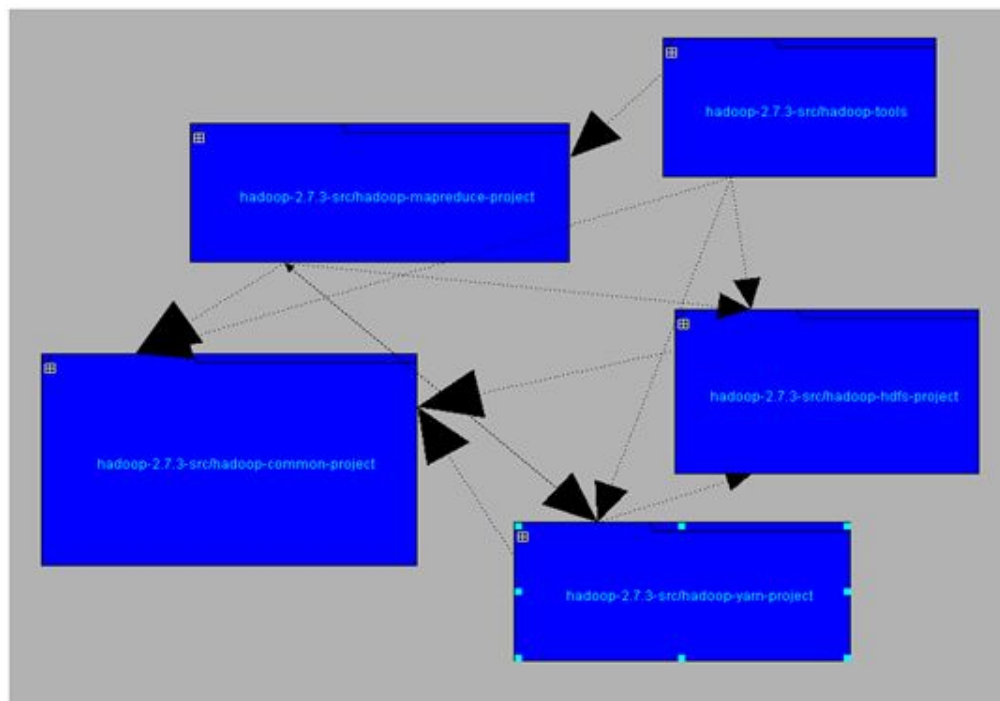 hadoop-2.7.3-src/hadoop-tools
hadoop-2.7.3-src/hadoop-mapreduce-project
hadoop-2.7.3-src/hadoop-hdfs-project
hadoop-2.7.3-src/hadoop-common-project
hadoop-2.7.3-src/hadoop-yarn-project